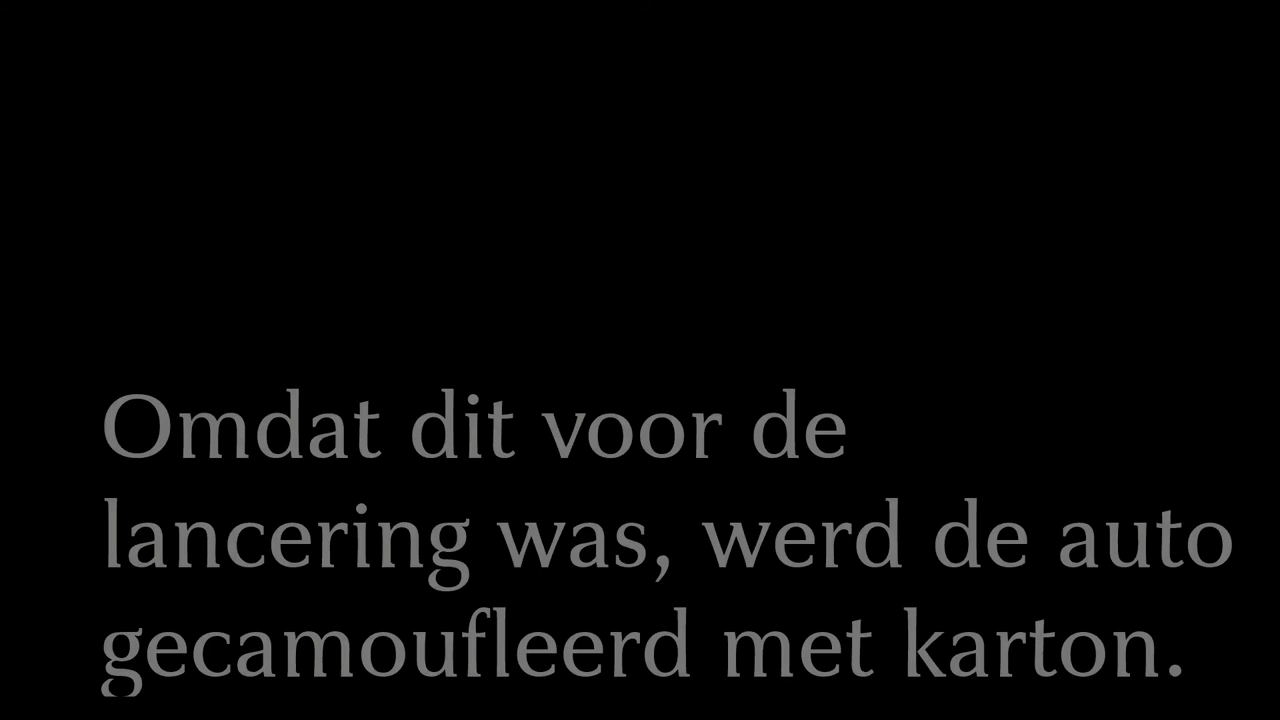 Omdat dit voor de
lancering was, werd de auto
gecamoufleerd met karton.